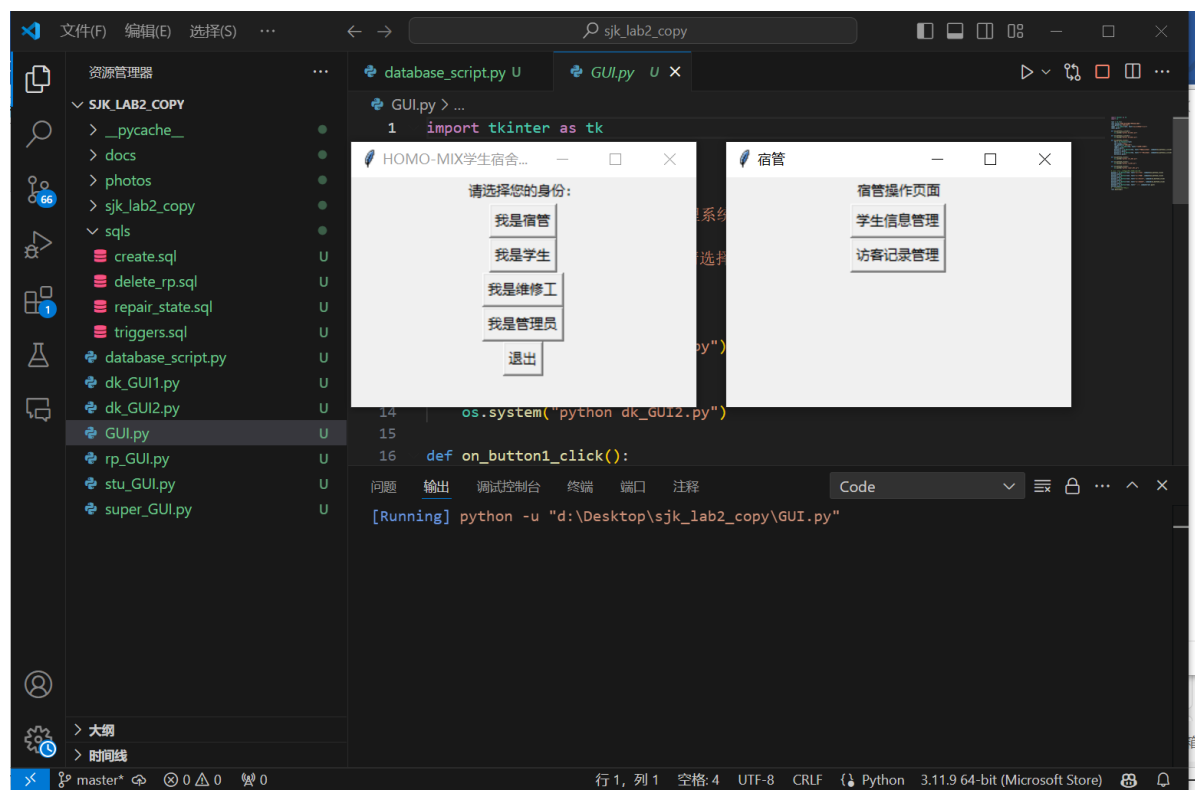 文件(F) 编辑(E) 选择(S) ··· sjk_lab2_copy
资源管理器 ···
SJK_LAB2_COPY
__pycache__
docs
photos
sjk_lab2_copy
sqls
create.sql U
delete_rp.sql U
repair_state.sql U
triggers.sql U
database_script.py U
dk_GUI1.py U
dk_GUI2.py U
GUI.py U
rp_GUI.py U
stu_GUI.py U
super_GUI.py U
大纲
时间线
66
1
database_script.py U GUI.py U
GUI.py > ...
1 import tkinter as tk
HOMO-MIX学生宿舍...
请选择您的身份:
我是宿管
我是学生
我是维修工
我是管理员
退出
理系统
选择
py")
宿管
宿管操作页面
学生信息管理
访客记录管理
14 os.system("python dk_GUI2.py")
15
16 def on_button1_click():
问题 输出 调试控制台 终端 端口 注释 Code
[Running] python -u "d:\Desktop\sjk_lab2_copy\GUI.py"
master* 0 0 0 行 1, 列 1 空格: 4 UTF-8 CRLF Python 3.11.9 64-bit (Microsoft Store)